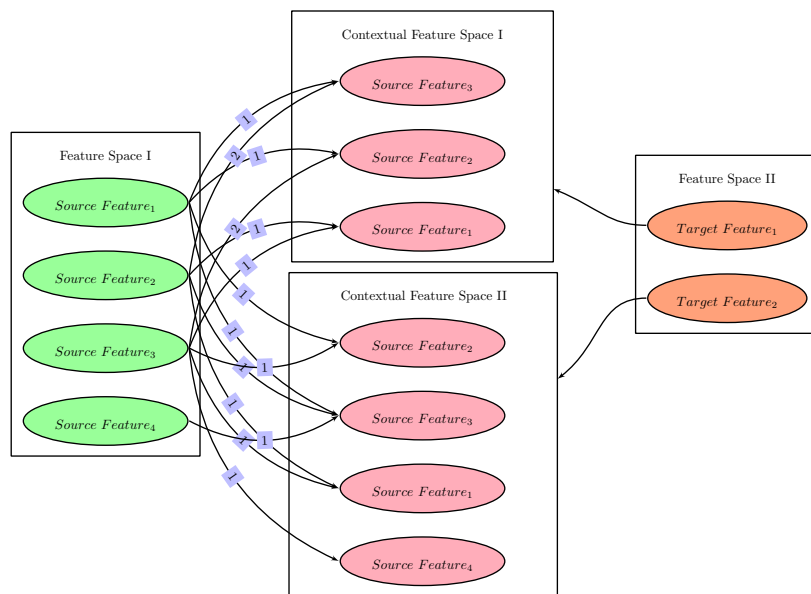 Contextual Feature Space I
Source Feature3
Source Feature2
Source Feature1
Feature Space I
Source Feature1
Source Feature2
Source Feature3
Source Feature4
1
2
1
2
1
1
1
1
1
1
1
1
1
1
Contextual Feature Space II
Source Feature2
Source Feature3
Source Feature1
Source Feature4
Feature Space II
Target Feature1
Target Feature2